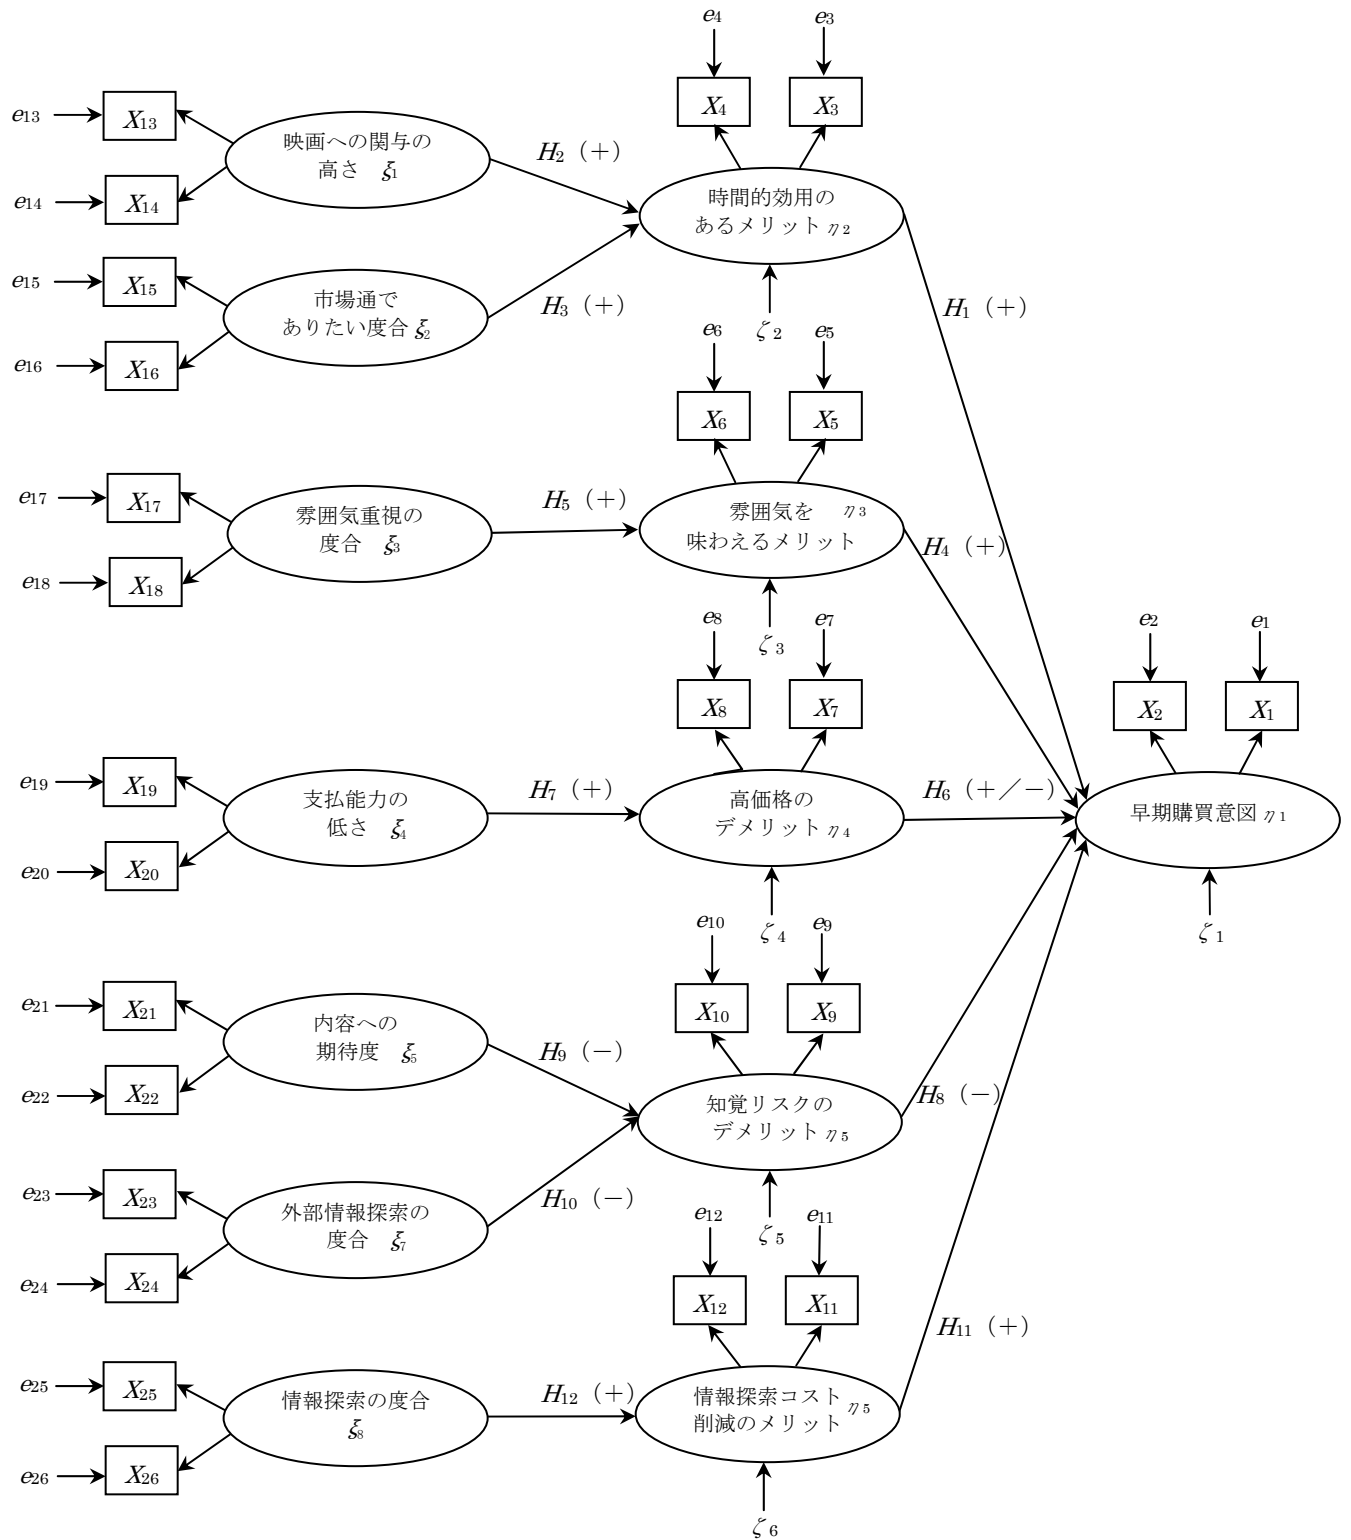 e4
e3
X4
X3
e13
X13
映画への関与の
高さ ξ1
H2（+）
e14
X14
時間的効用の
あるメリット η2
e15
X15
市場通で
ありたい度合 ξ2
H3（+）
H1（+）
ζ2
e16
X16
e6
e5
X6
X5
e17
X17
雰囲気重視の
度合 ξ3
H5（+）
雰囲気を η3
味わえるメリット
H4（+）
e18
X18
ζ3
e8
e7
X8
X7
e2
e1
X2
X1
e19
X19
支払能力の
低さ ξ4
H7（+）
高価格の
デメリット η4
H6（+／-）
早期購買意図 η1
e20
X20
ζ4
ζ1
e10
e9
X10
X9
e21
X21
内容への
期待度 ξ5
H9（-）
e22
X22
知覚リスクの
デメリット η5
H8（-）
e23
X23
外部情報探索の
度合 ξ7
H10（-）
ζ5
e24
X24
e12
e11
X12
X11
H11（+）
e25
X25
情報探索の度合
ξ8
H12（+）
情報探索コスト η5
削減のメリット
e26
X26
ζ6